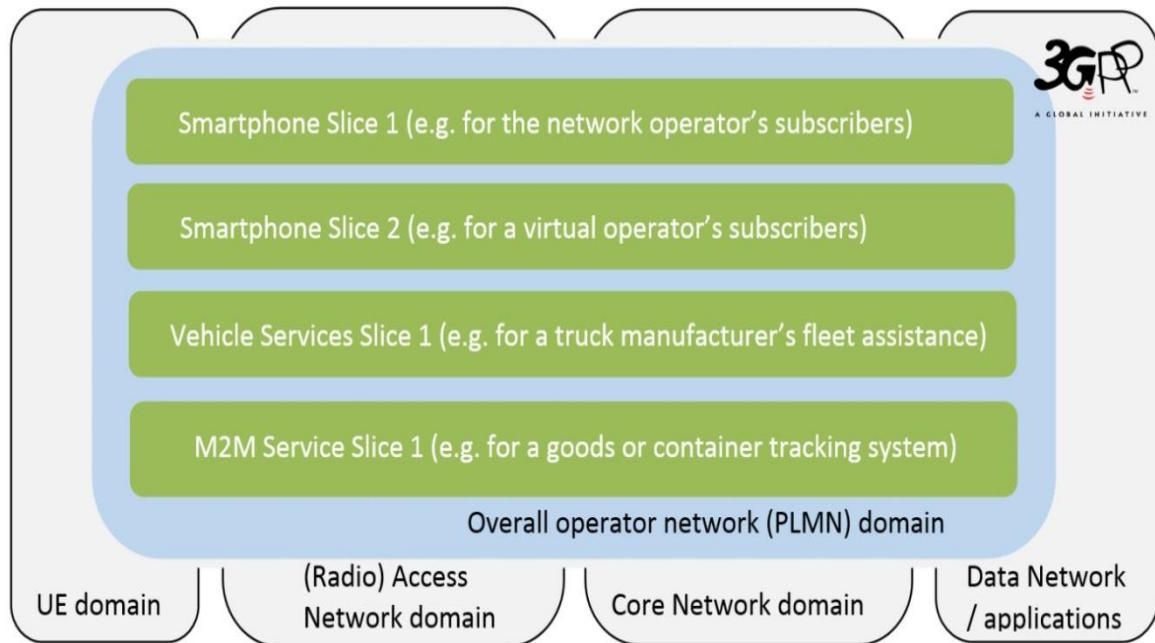 3GPP
TM
A GLOBAL INITIATIVE
Smartphone Slice 1 (e.g. for the network operator's subscribers)
Smartphone Slice 2 (e.g. for a virtual operator's subscribers)
Vehicle Services Slice 1 (e.g. for a truck manufacturer's fleet assistance)
M2M Service Slice 1 (e.g. for a goods or container tracking system)
Overall operator network (PLMN) domain
UE domain
(Radio) Access
Network domain
Core Network domain
Data Network
/ applications